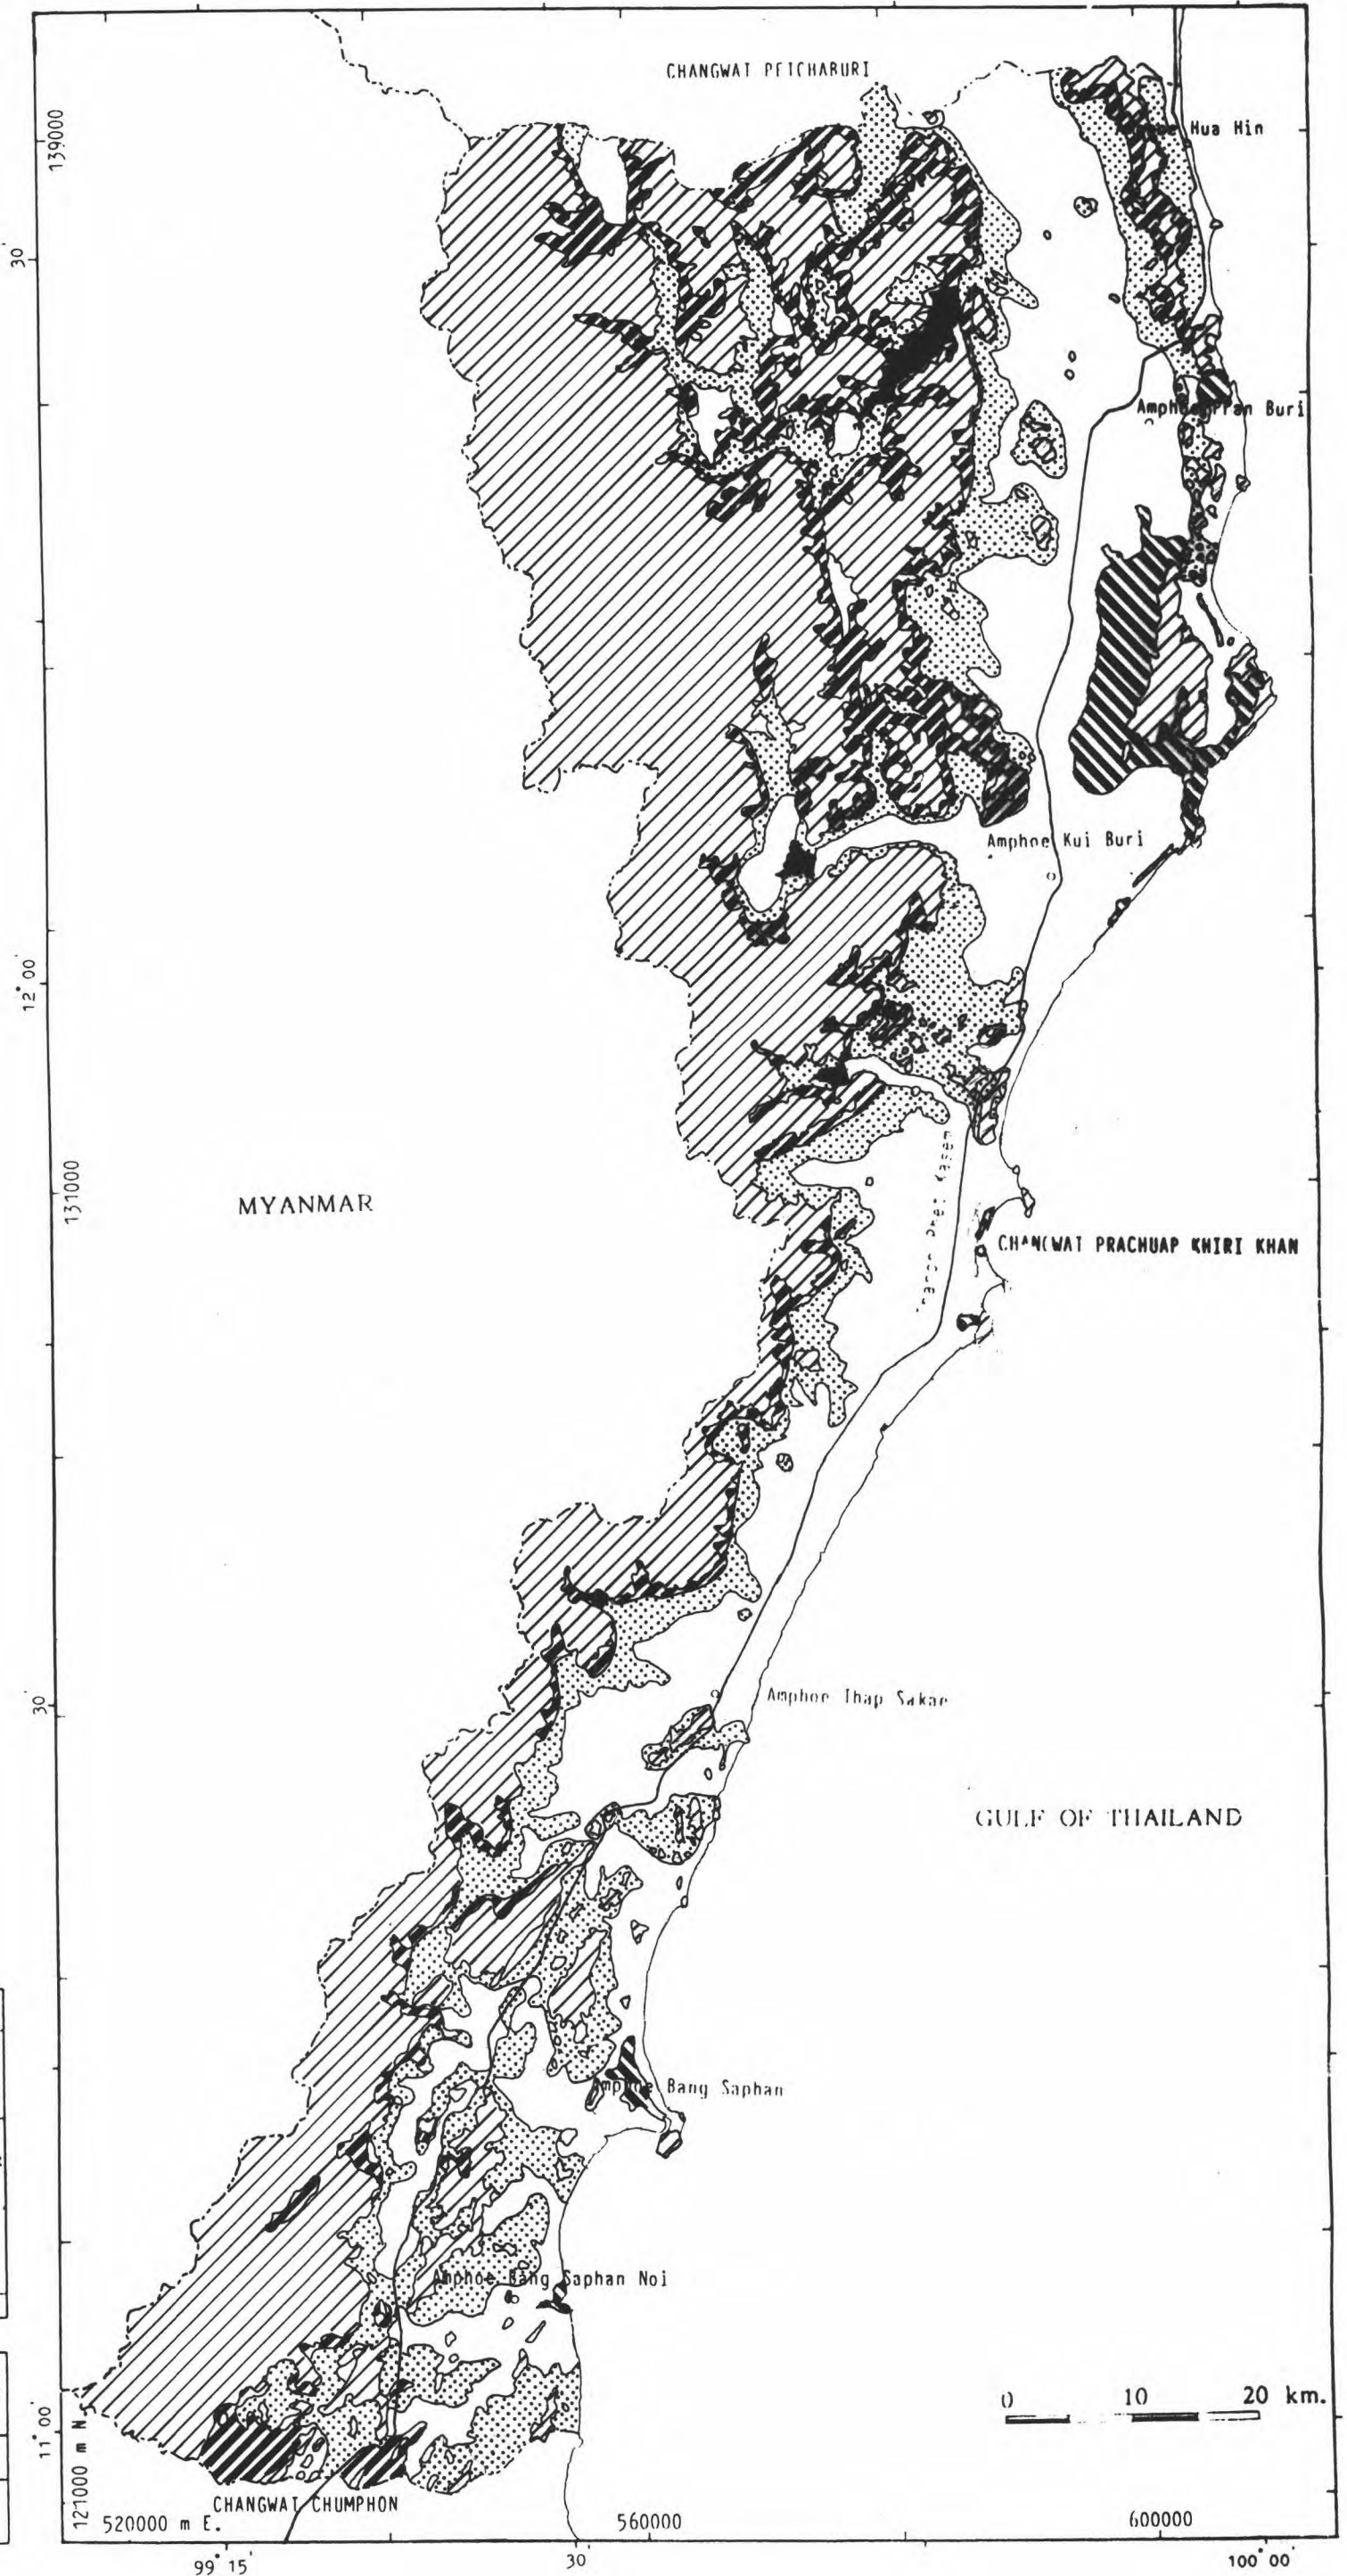 CHANGWAT PETCHABURI
Hua Hin
139000
30'
Amphoe Pran Buri
Amphoe Kui Buri
12° 00'
131000
MYANMAR
CHANGWAT PRACHUAP KHIRI KHAN
30
Amphoe Thap Sakae
GULF OF THAILAND
Amphoe Bang Saphan
Amphoe Bang Saphan Noi
0 10 20 km.
11° 00'
121000 m N.
CHANGWAT CHUMPHON
520000 m E.
560000
600000
99° 15'
30'
100° 00'